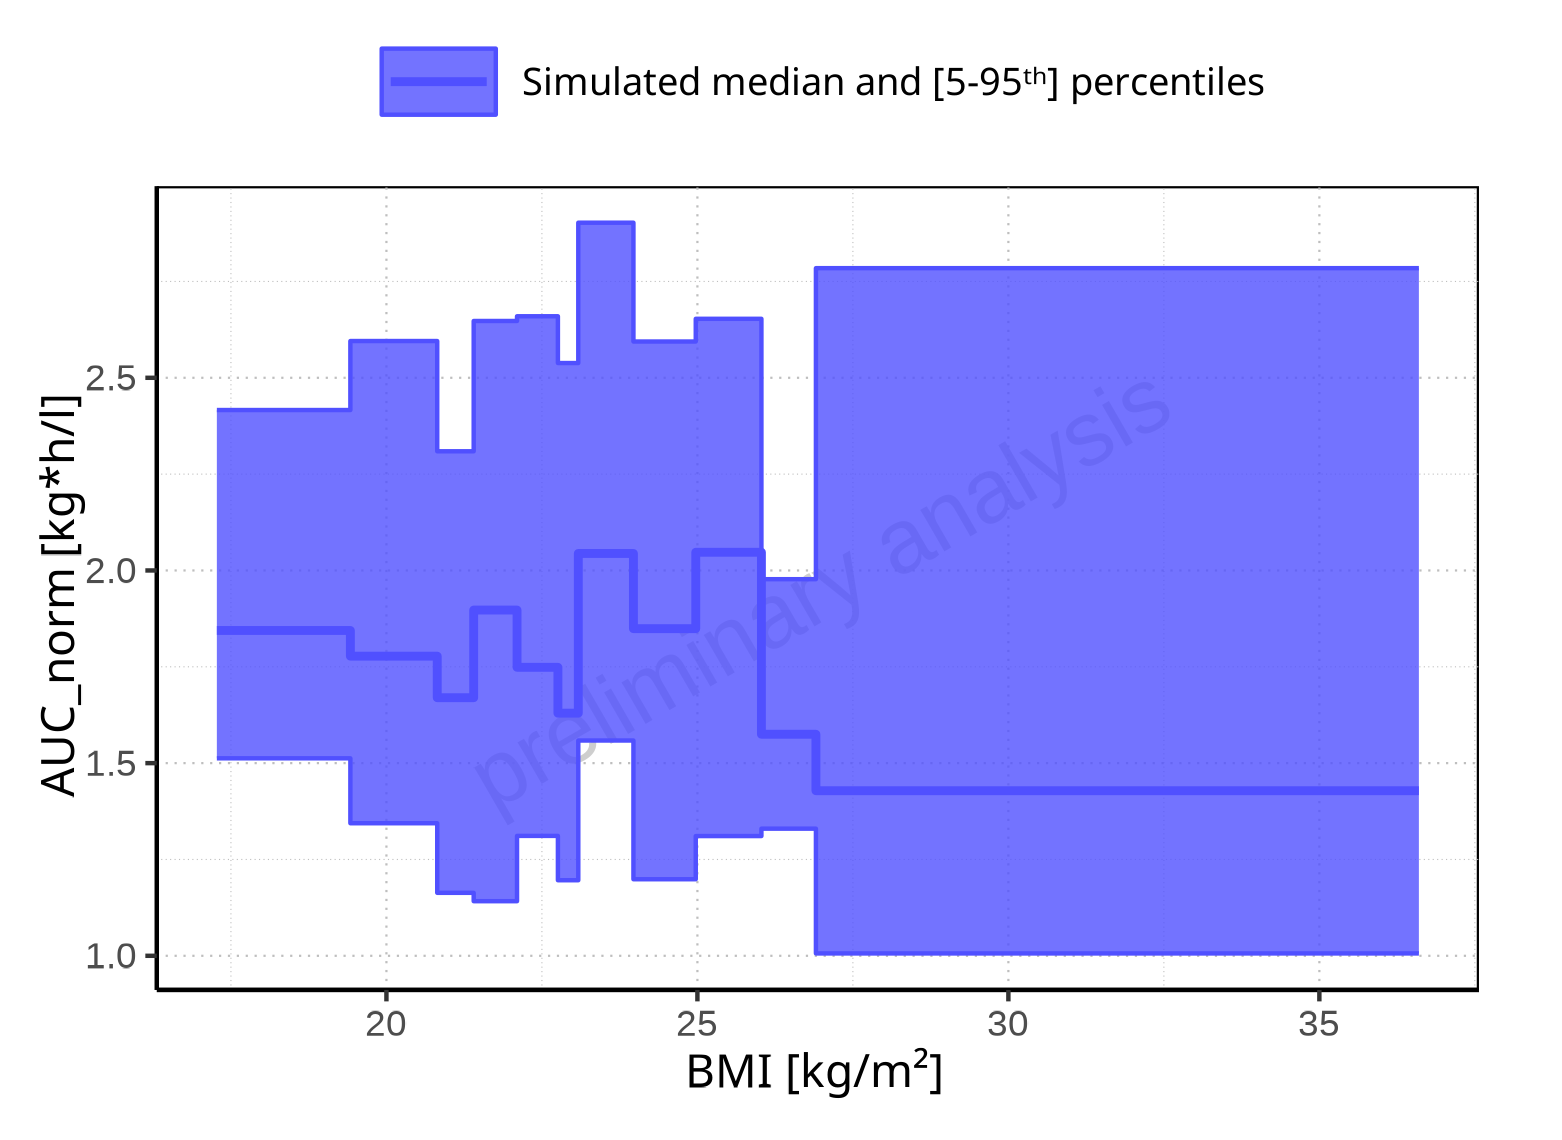 Simulated median and [5-95ᵗʰ] percentiles
AUC_norm [kg*h/l]
2.5
2.0
1.5
1.0
preliminary analysis
20 25 30 35
BMI [kg/m²]